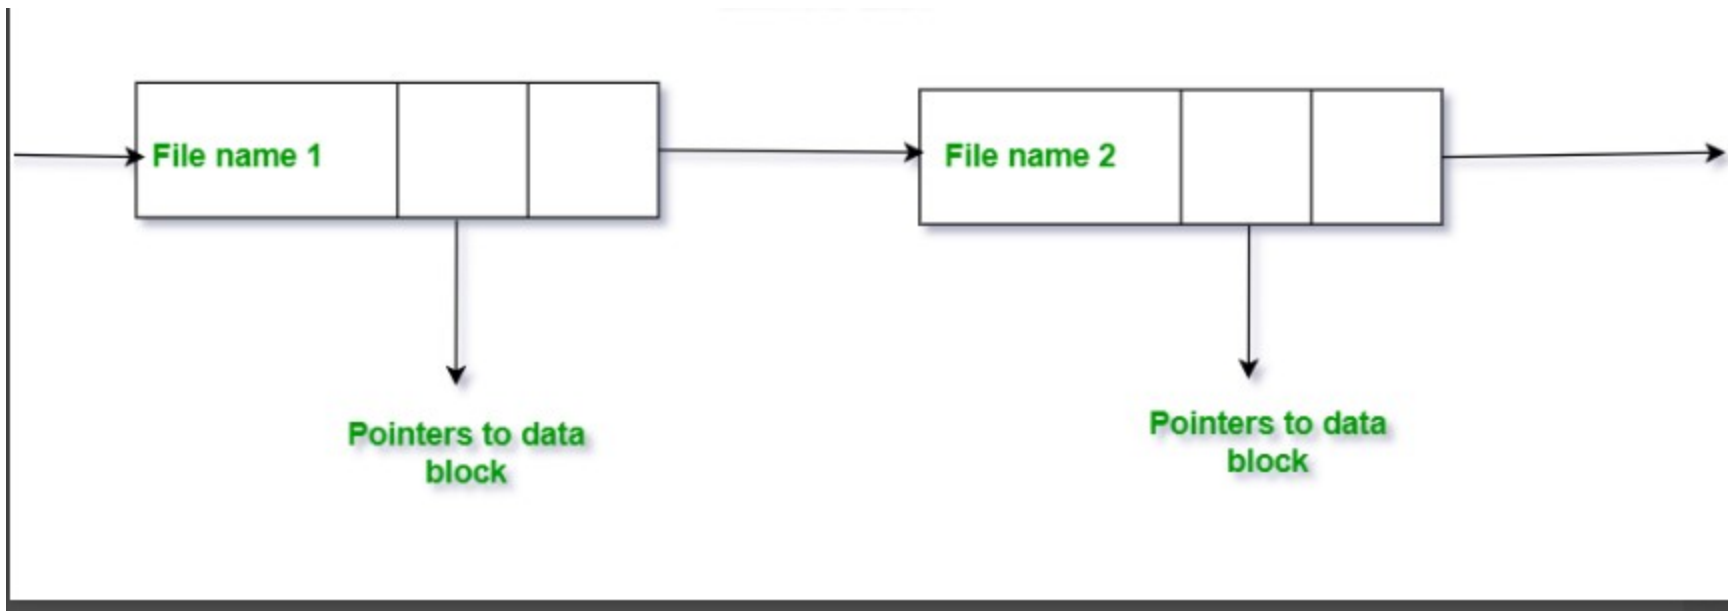 File name 1
File name 2
Pointers to data
block
Pointers to data
block